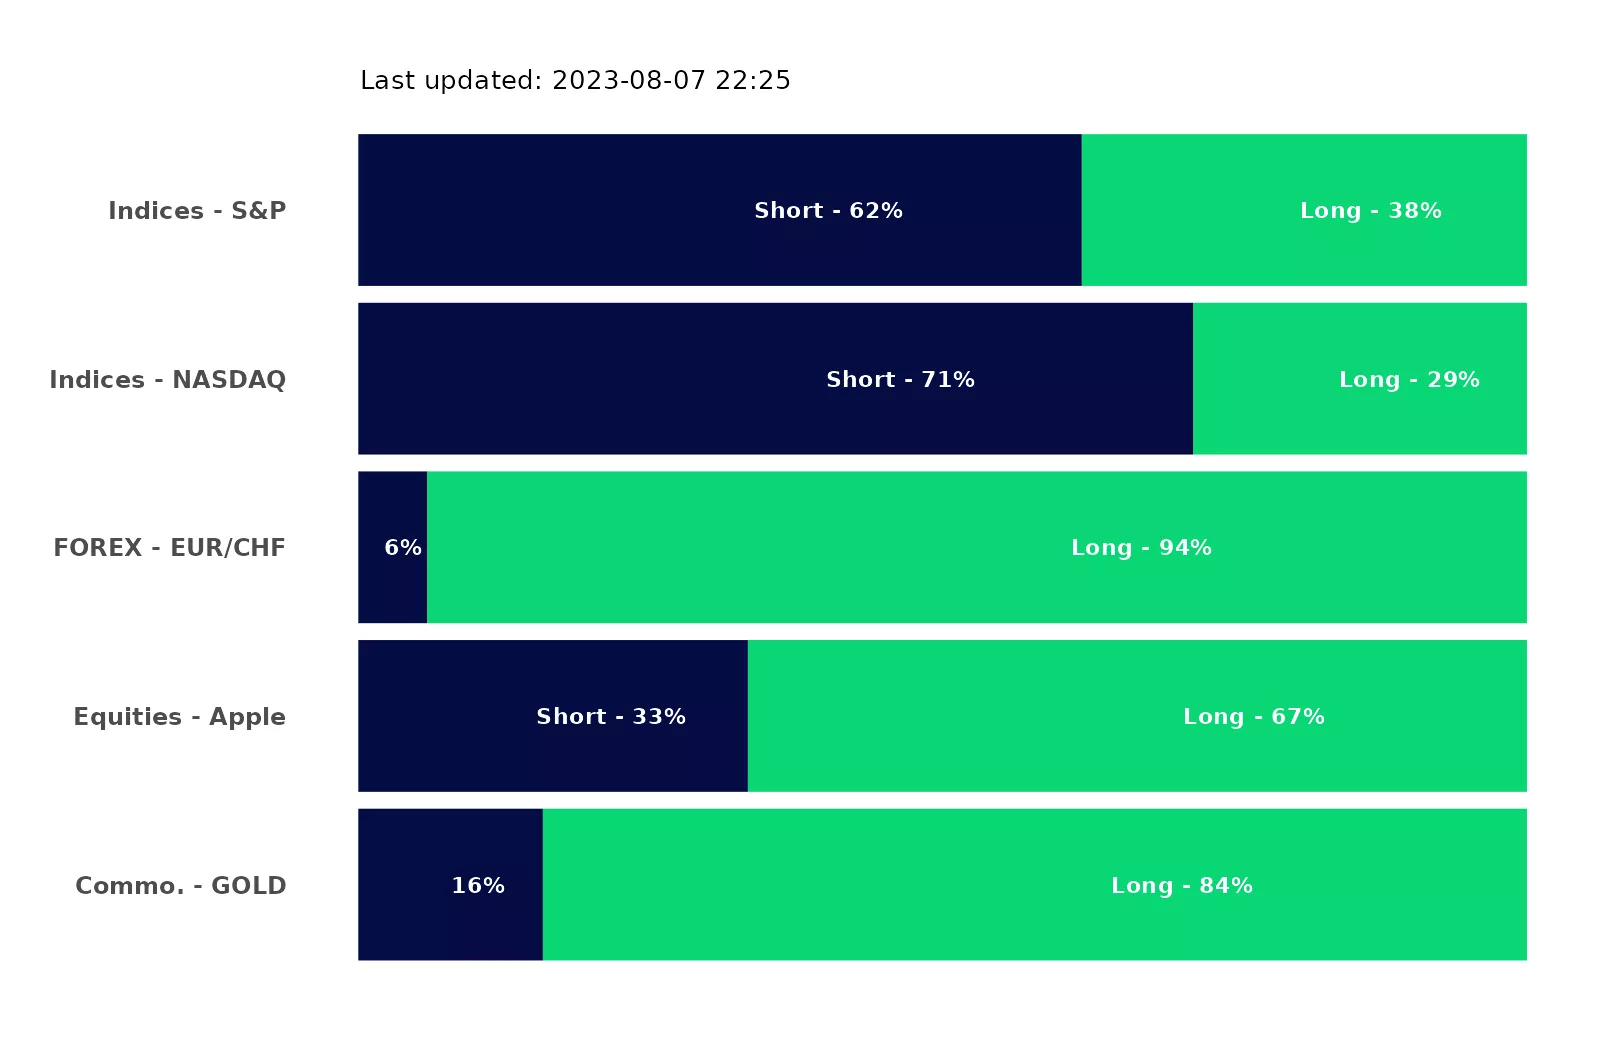 Last updated: 2023-08-07 22:25
Indices - S&P
Short - 62%
Long - 38%
Indices - NASDAQ
Short - 71%
Long - 29%
FOREX - EUR/CHF
6%
Long - 94%
Equities - Apple
Short - 33%
Long - 67%
Commo. - GOLD
16%
Long - 84%